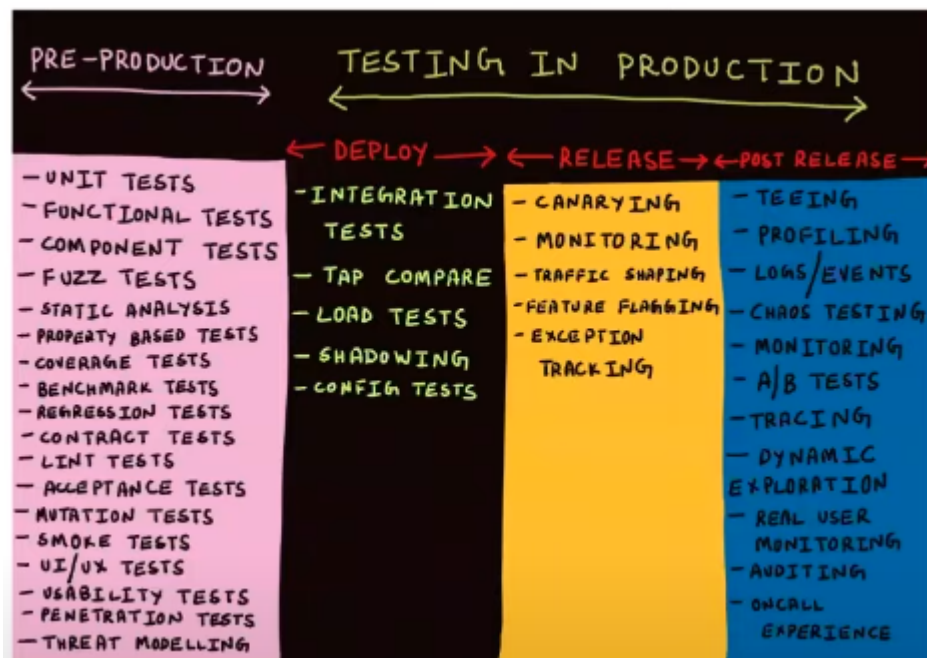 PRE-PRODUCTION
TESTING IN PRODUCTION
DEPLOY
RELEASE
POST RELEASE
- UNIT TESTS
- FUNCTIONAL TESTS
- COMPONENT TESTS
- FUZZ TESTS
- STATIC ANALYSIS
- PROPERTY BASED TESTS
- COVERAGE TESTS
- BENCHMARK TESTS
- REGRESSION TESTS
- CONTRACT TESTS
- LINT TESTS
- ACCEPTANCE TESTS
- MUTATION TESTS
- SMOKE TESTS
- UI/UX TESTS
- USABILITY TESTS
- PENETRATION TESTS
- THREAT MODELLING
- INTEGRATION
TESTS
- TAP COMPARE
- LOAD TESTS
- SHADOWING
- CONFIG TESTS
- CANARYING
- MONITORING
- TRAFFIC SHAPING
- FEATURE FLAGGING
- EXCEPTION
TRACKING
- TEEING
- PROFILING
- LOGS/EVENTS
- CHAOS TESTING
- MONITORING
- A/B TESTS
- TRACING
- DYNAMIC
EXPLORATION
- REAL USER
MONITORING
- AUDITING
- ONCALL
EXPERIENCE